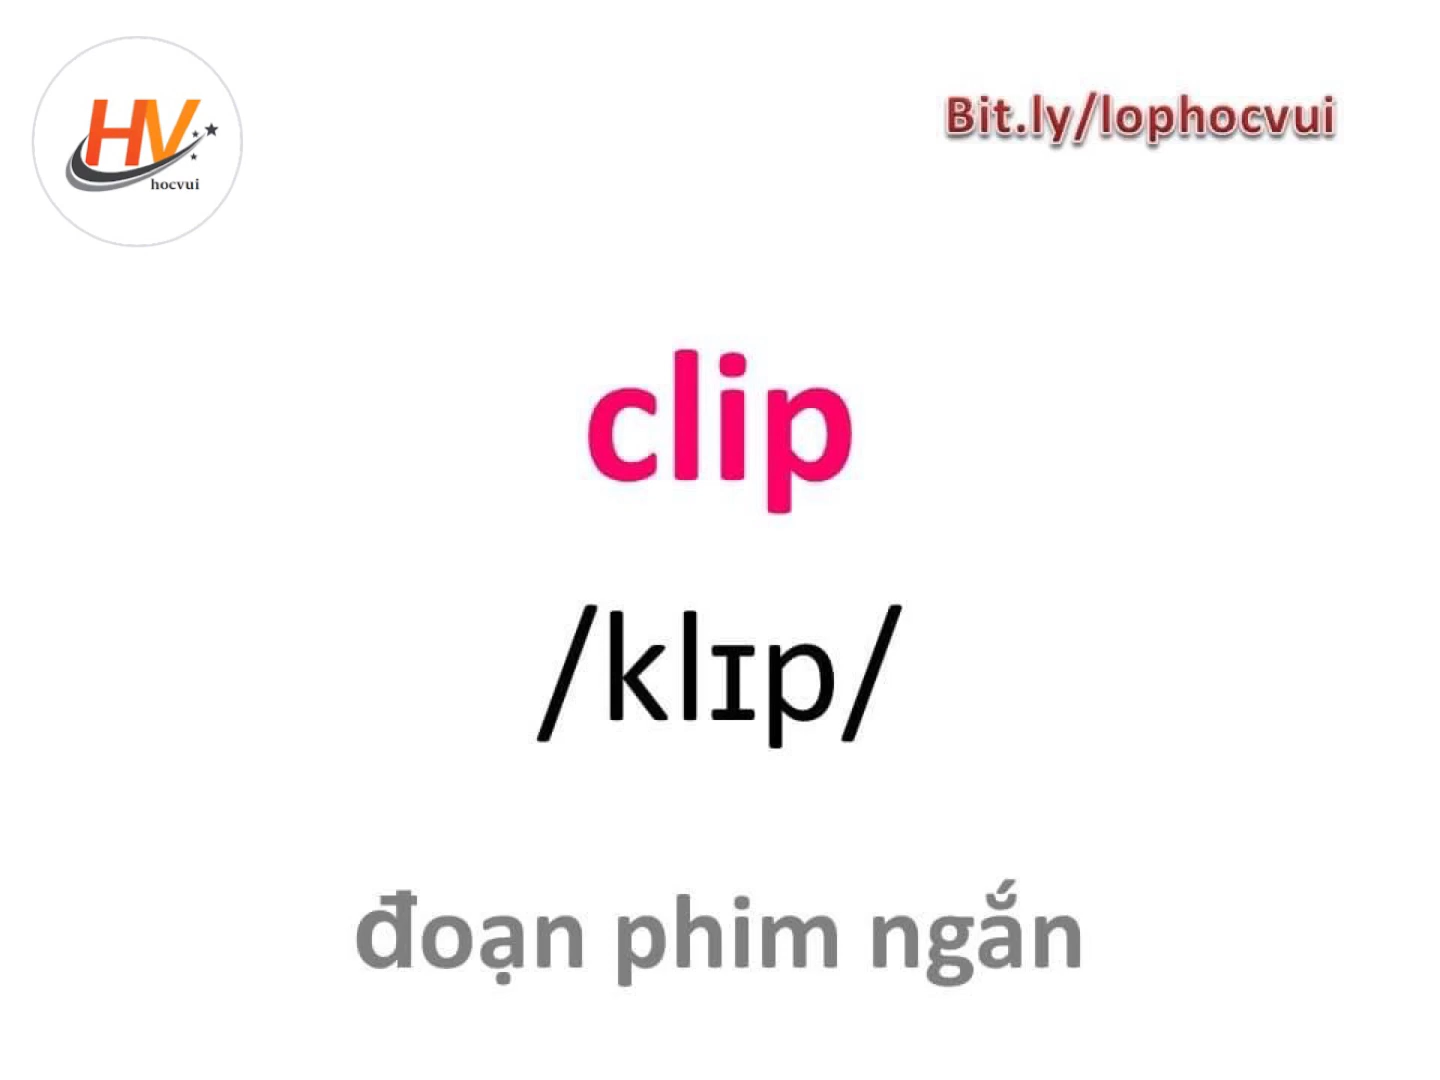 HV
hocvui
Bit.ly/lophocvui
clip
/klɪp/
đoạn phim ngắn